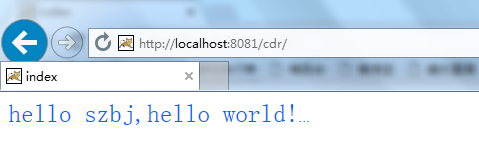 http://localhost:8081/cdr/
index
hello szbj,hello world!...